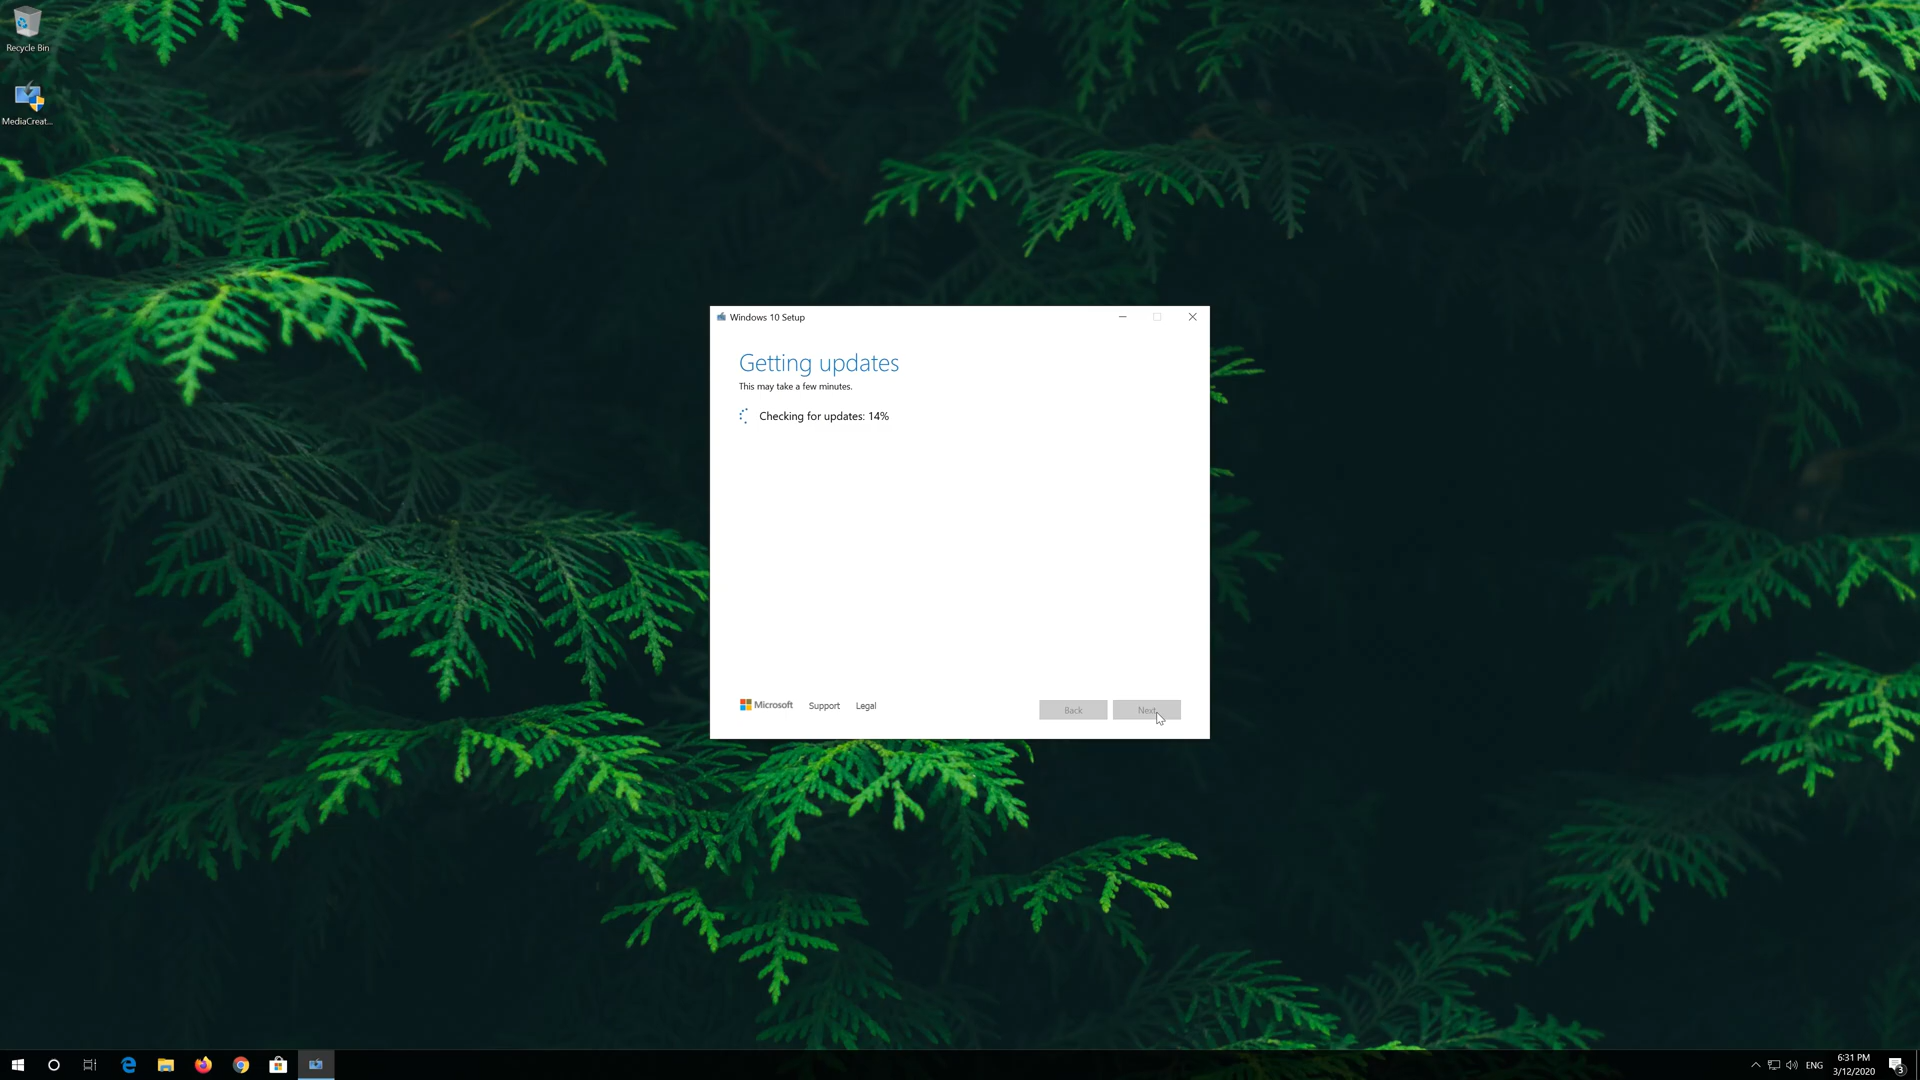 Recycle Bin
MediaCreat...
Windows 10 Setup
Getting updates
This may take a few minutes.
Checking for updates: 14%
Microsoft Support Legal
Back Next
ENG
6:31 PM
3/12/2020
3